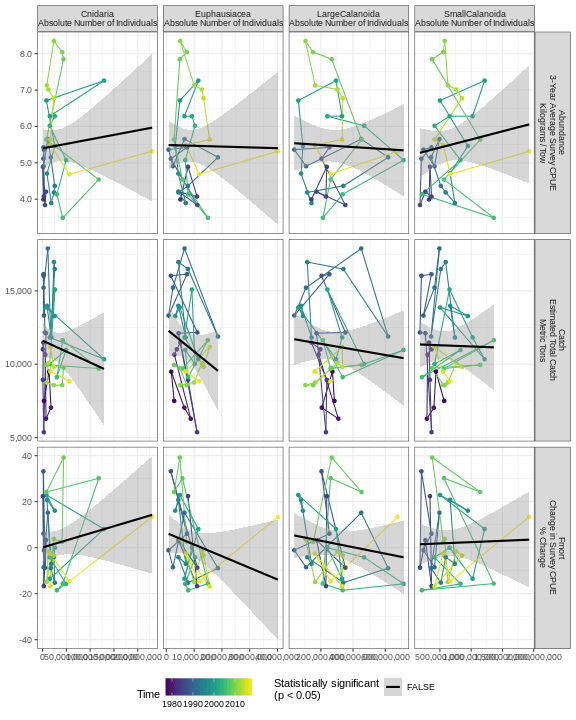 Cnidaria
Absolute Number of Individuals
Euphausiacea
Absolute Number of Individuals
LargeCalanoida
Absolute Number of Individuals
SmallCalanoida
Absolute Number of Individuals
8.0
7.0
6.0
5.0
4.0
Abundance
3-Year Average Survey CPUE
Kilograms / Tow
15,000
10,000
5,000
Catch
Estimated Total Catch
Metric Tons
40
20
0
-20
-40
Fmort
Change in Survey CPUE
% Change
Time
1980 1990 2000 2010
Statistically significant
(p < 0.05)
FALSE